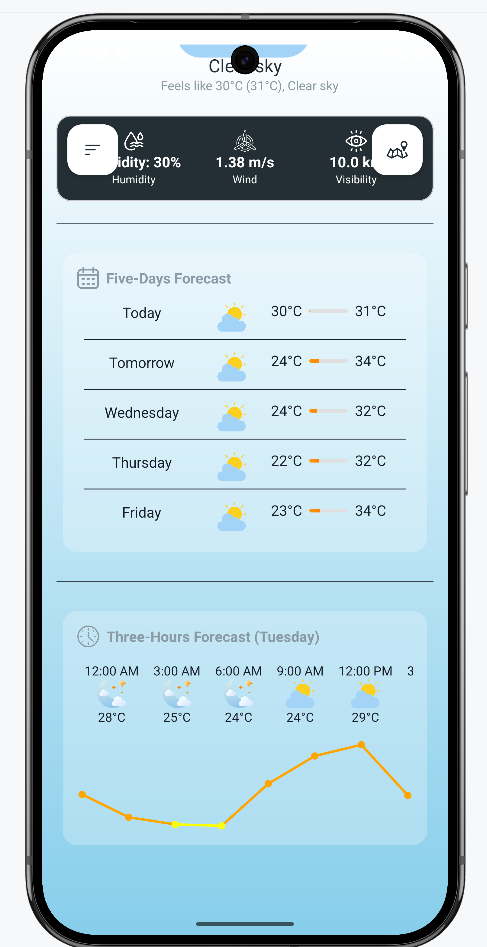 Feels like 30°C (31°C), Clear sky
idity: 30% 1.38 m/s 10.0 k
Humidity Wind Visibility
Five-Days Forecast
Today 30°C 31°C
Tomorrow 24°C 34°C
Wednesday 24°C 32°C
Thursday 22°C 32°C
Friday 23°C 34°C
Three-Hours Forecast (Tuesday)
12:00 AM 3:00 AM 6:00 AM 9:00 AM 12:00 PM 3
28°C 25°C 24°C 24°C 29°C